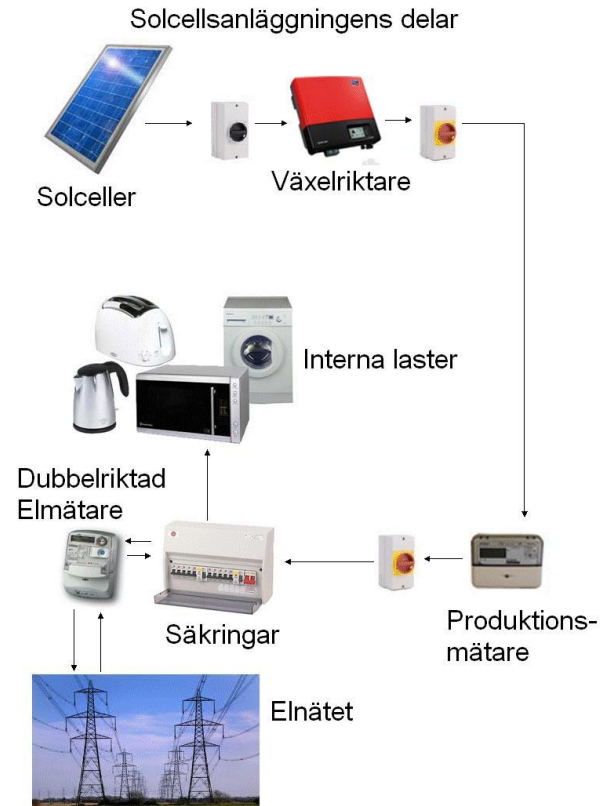 Solcellsanläggningens delar
Solceller
Växelriktare
Interna laster
Dubbelriktad
Elmätare
Säkringar
Produktions-
mätare
Elnätet